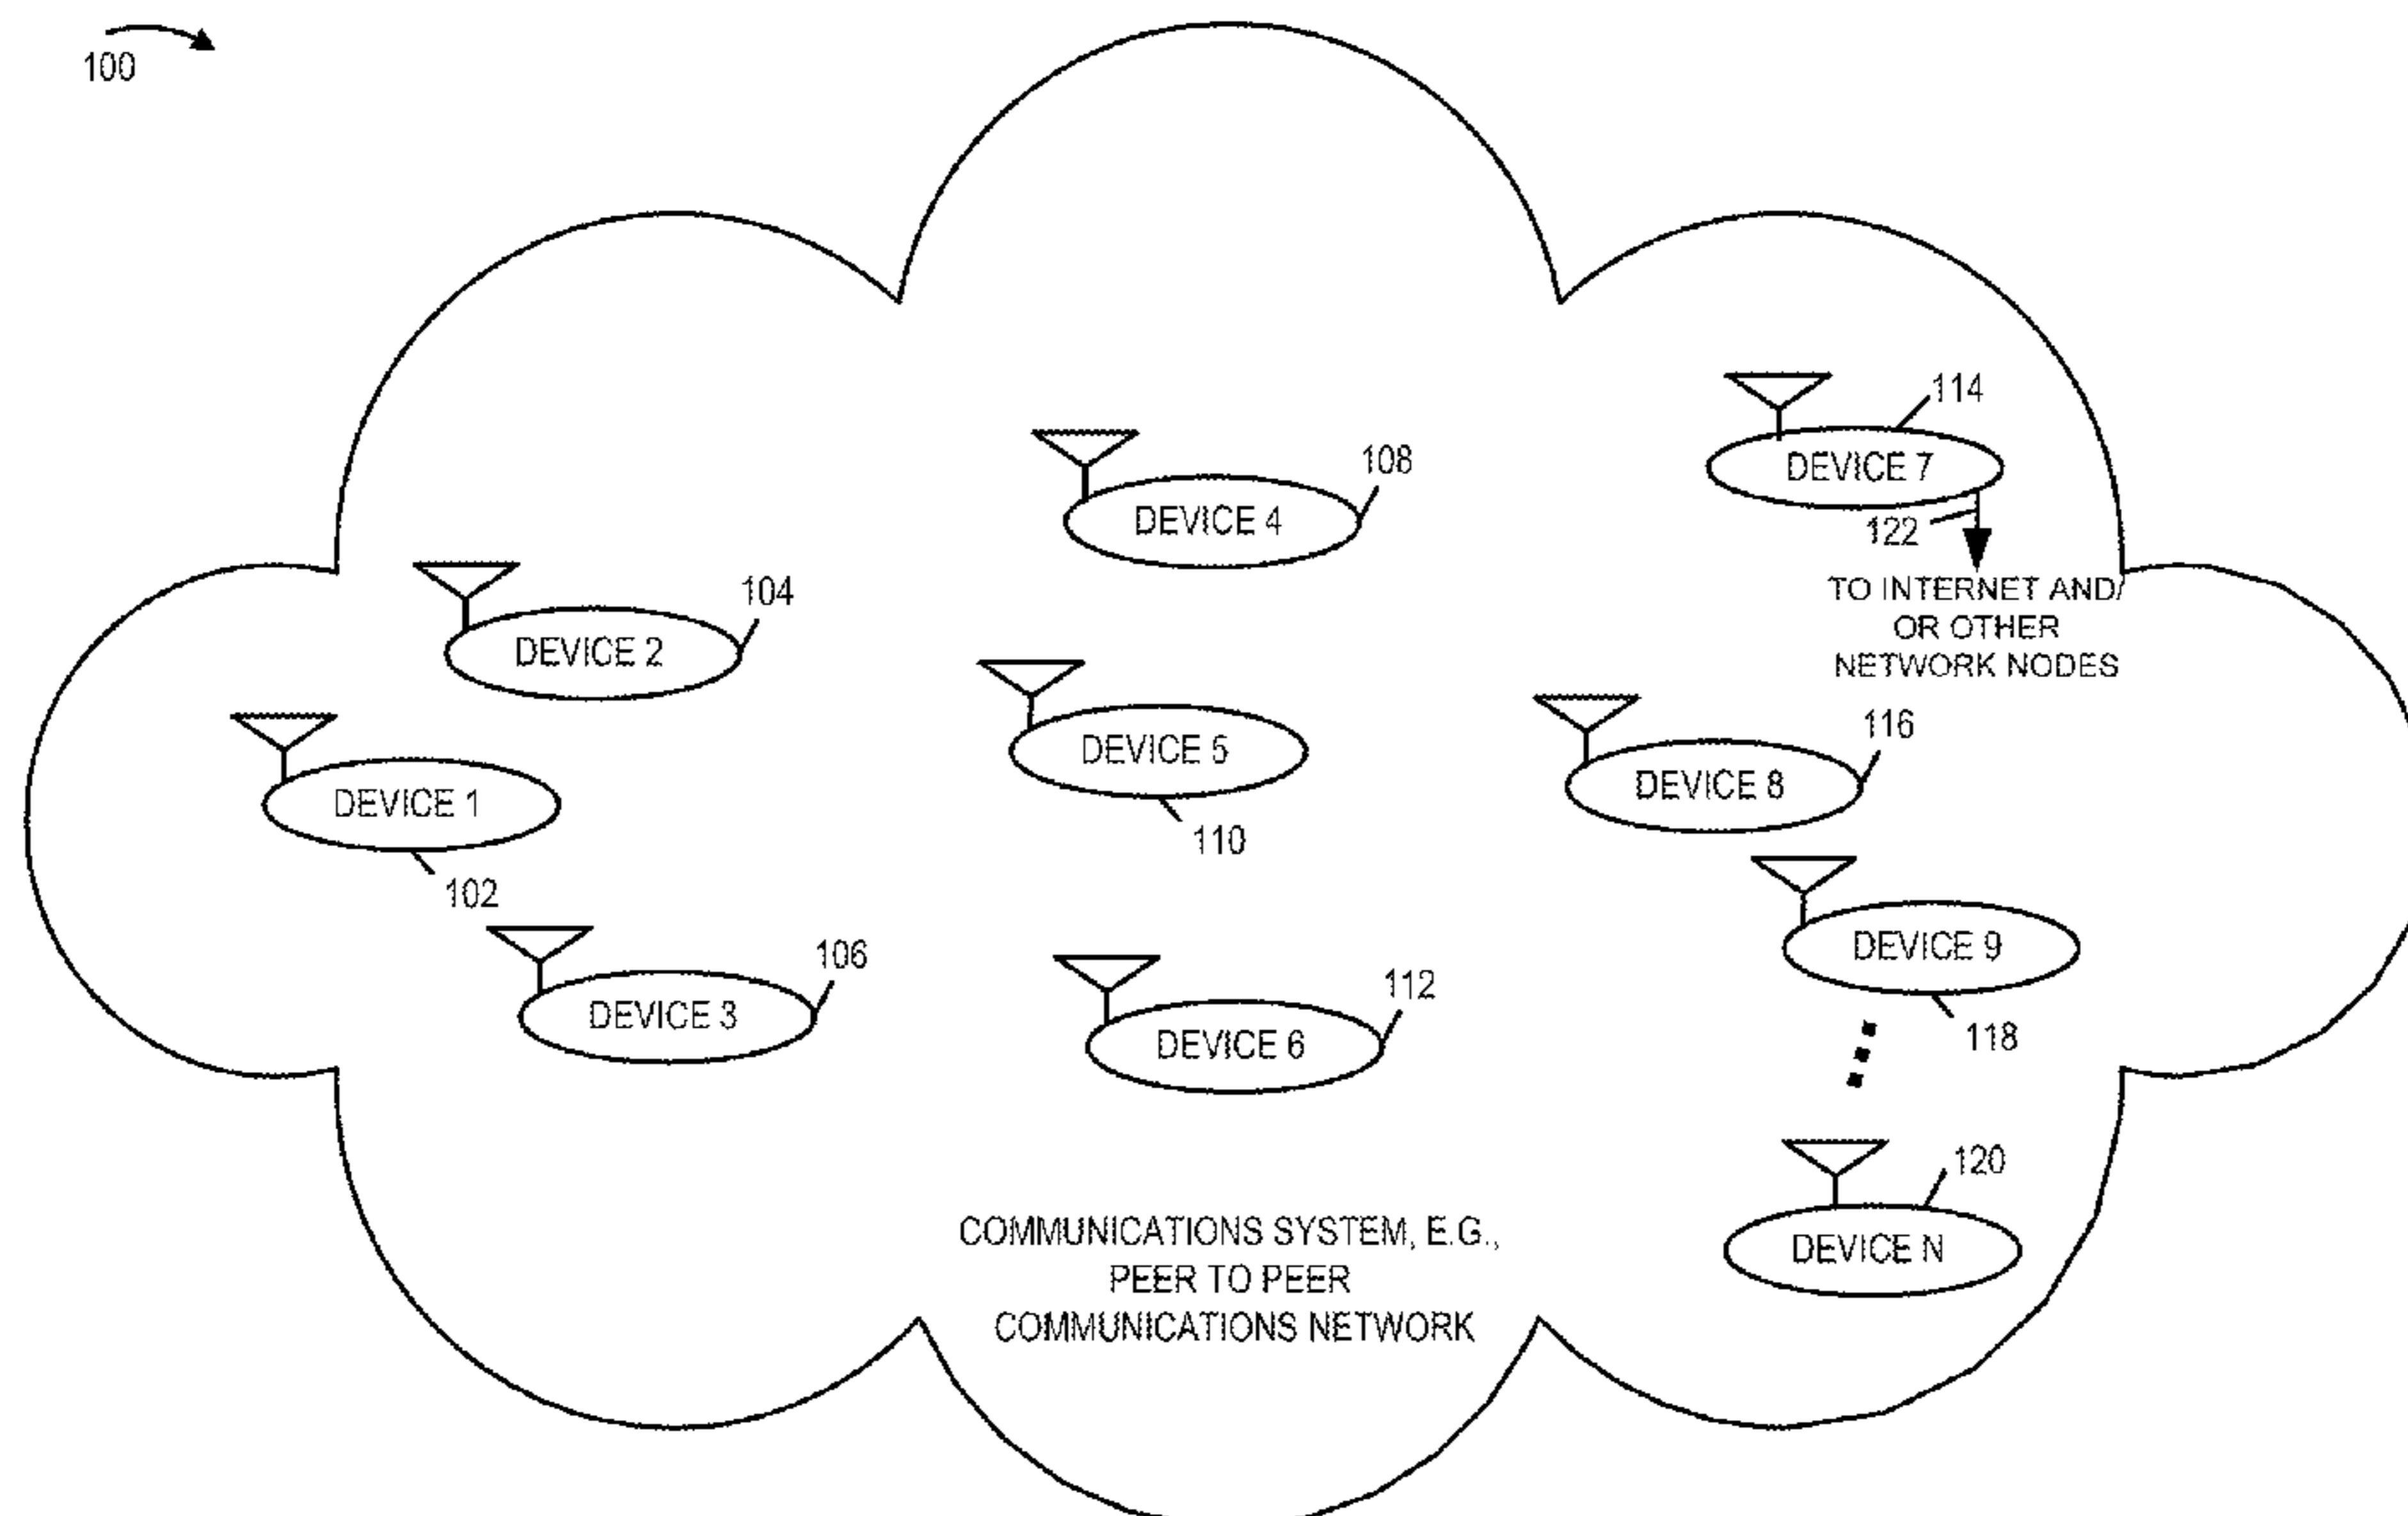 100
114
DEVICE 7
108
DEVICE 4
122
TO INTERNET AND/
OR OTHER
NETWORK NODES
104
DEVICE 2
116
DEVICE 5
DEVICE 8
DEVICE 1
110
102
106
DEVICE 9
112
DEVICE 3
118
DEVICE 6
120
COMMUNICATIONS SYSTEM, E.G.,
PEER TO PEER
COMMUNICATIONS NETWORK
DEVICE N